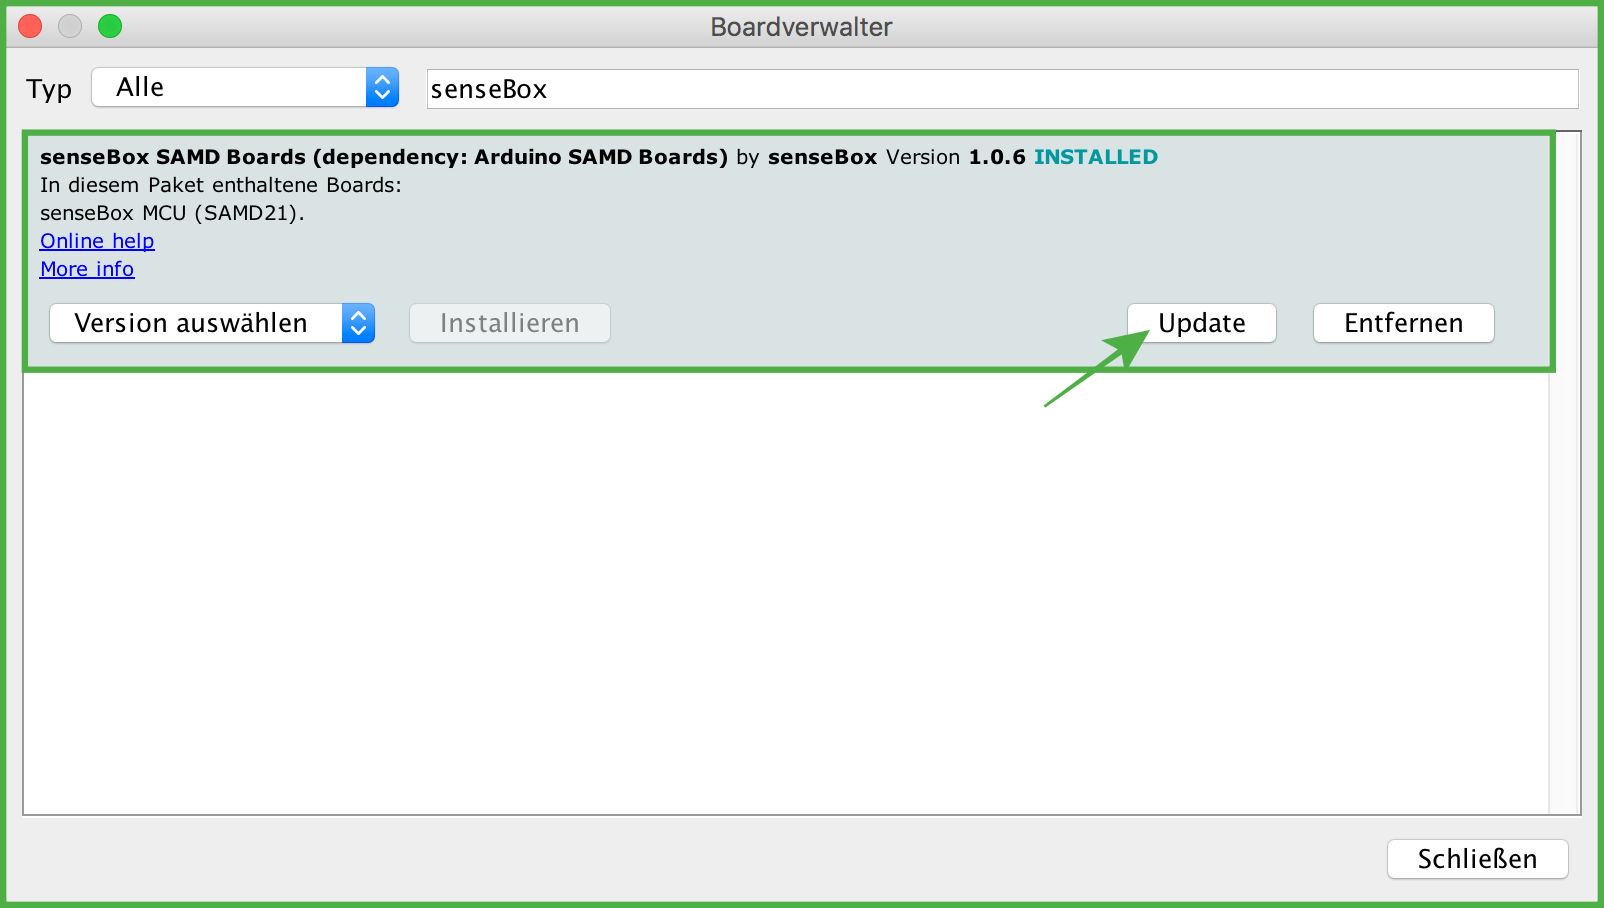 Boardverwalter
Typ Alle senseBox
senseBox SAMD Boards (dependency: Arduino SAMD Boards) by senseBox Version 1.0.6 INSTALLED
In diesem Paket enthaltene Boards:
senseBox MCU (SAMD21).
Online help
More info
Version auswählen Installieren Update Entfernen
Schließen